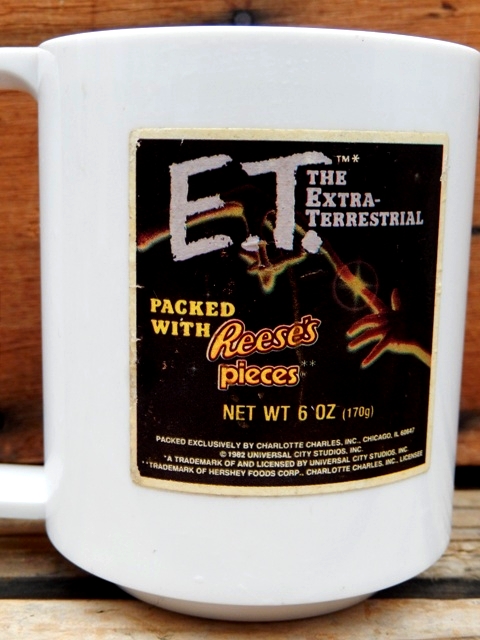 E.T. ™*
THE
EXTRA-
TERRESTRIAL
PACKED
WITH Reese's
pieces**
NET WT 6 OZ (170g)
PACKED EXCLUSIVELY BY CHARLOTTE CHARLES, INC., CHICAGO, IL 60647
© 1982 UNIVERSAL CITY STUDIOS, INC.
*A TRADEMARK OF AND LICENSED BY UNIVERSAL CITY STUDIOS, INC.
**TRADEMARK OF HERSHEY FOODS CORP., CHARLOTTE CHARLES, INC., LICENSEE